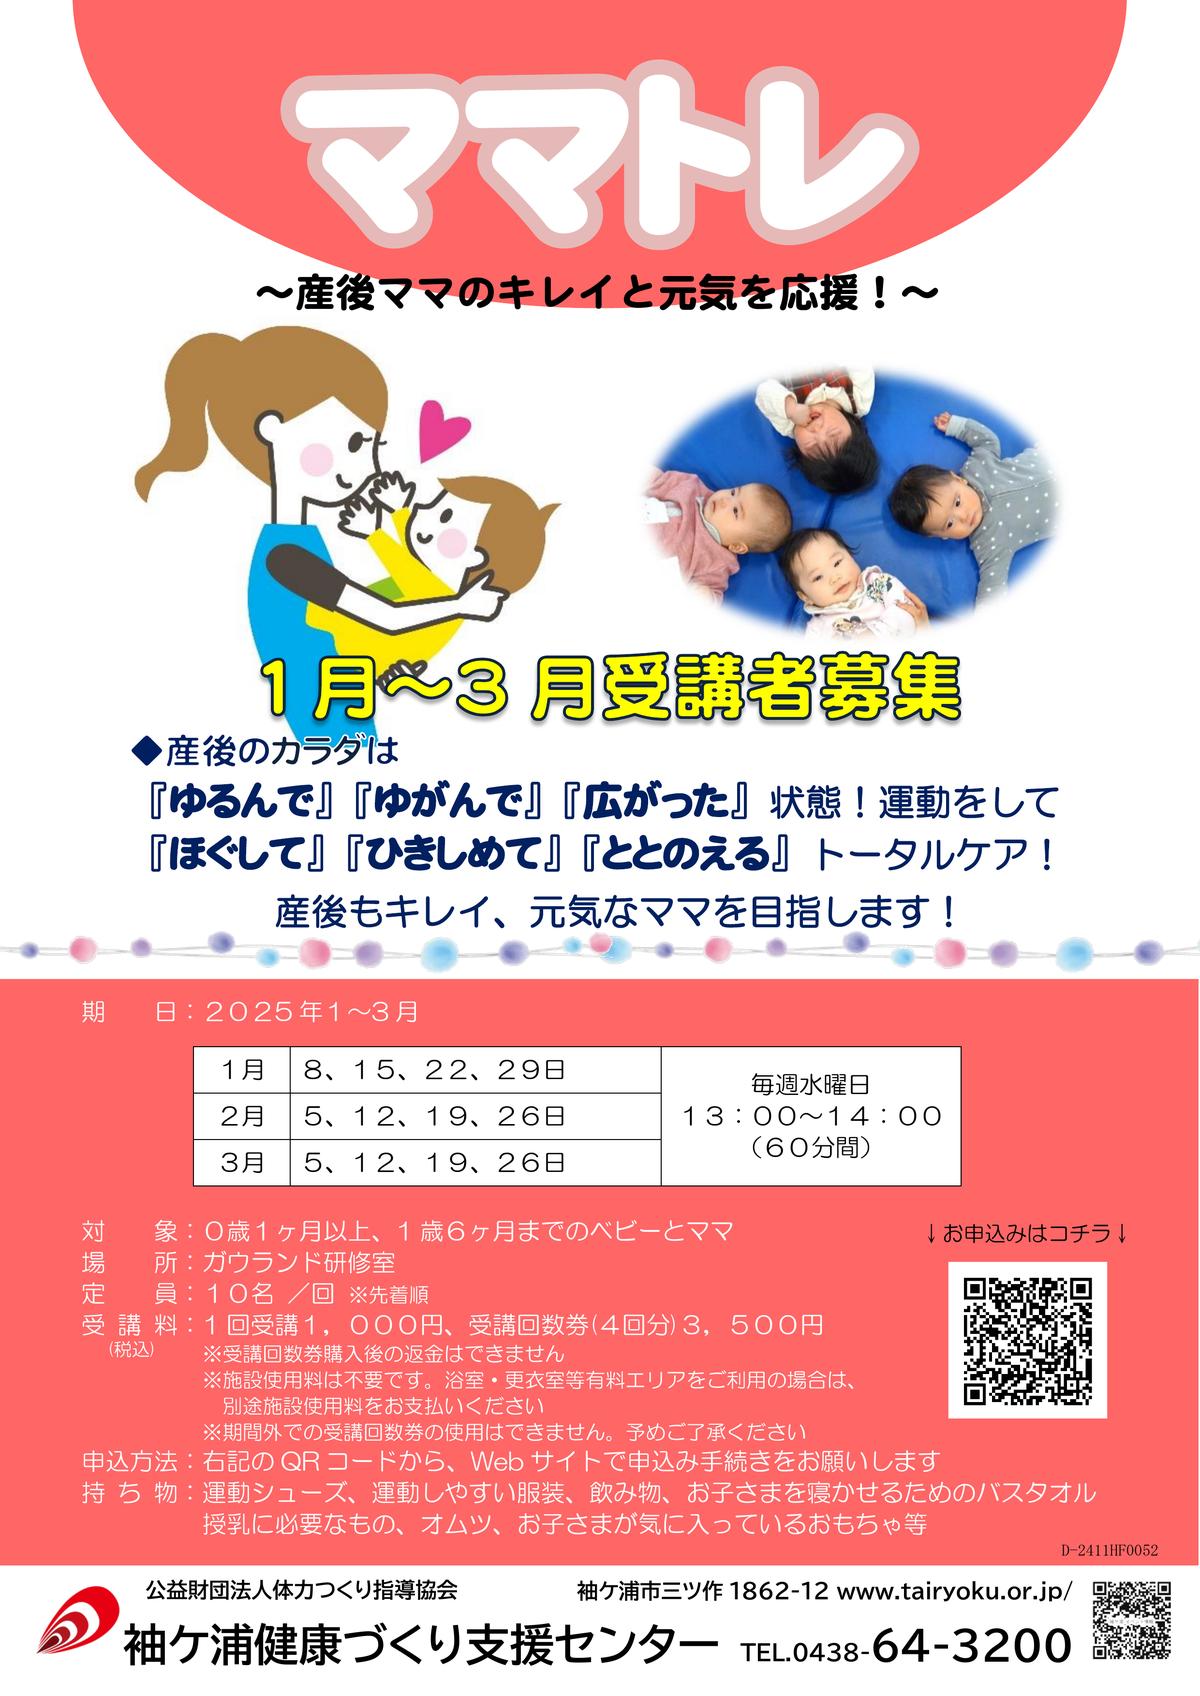 ママトレ
～産後ママのキレイと元気を応援！～
１月～３月受講者募集
◆産後のカラダは
『ゆるんで』『ゆがんで』『広がった』状態！運動をして
『ほぐして』『ひきしめて』『ととのえる』トータルケア！
産後もキレイ、元気なママを目指します！
期　　日：２０２５年１～３月
１月　８、１５、２２、２９日
２月　５、１２、１９、２６日
３月　５、１２、１９、２６日
毎週水曜日
１３：００～１４：００
（６０分間）
対　　象：０歳１ヶ月以上、１歳６ヶ月までのベビーとママ
↓お申込みはコチラ↓
場　　所：ガウランド研修室
定　　員：１０名 ／回 ※先着順
受 講 料：１回受講１，０００円、受講回数券(４回分)３，５００円
(税込)
※受講回数券購入後の返金はできません
※施設使用料は不要です。浴室・更衣室等有料エリアをご利用の場合は、
別途施設使用料をお支払いください
※期間外での受講回数券の使用はできません。予めご了承ください
申込方法：右記の QR コードから、Web サイトで申込み手続きをお願いします
持 ち 物：運動シューズ、運動しやすい服装、飲み物、お子さまを寝かせるためのバスタオル
授乳に必要なもの、オムツ、お子さまが気に入っているおもちゃ等
D-2411HF0052
公益財団法人体力つくり指導協会
袖ケ浦市三ツ作 1862-12 www.tairyoku.or.jp/
袖ケ浦健康づくり支援センター TEL.0438-64-3200